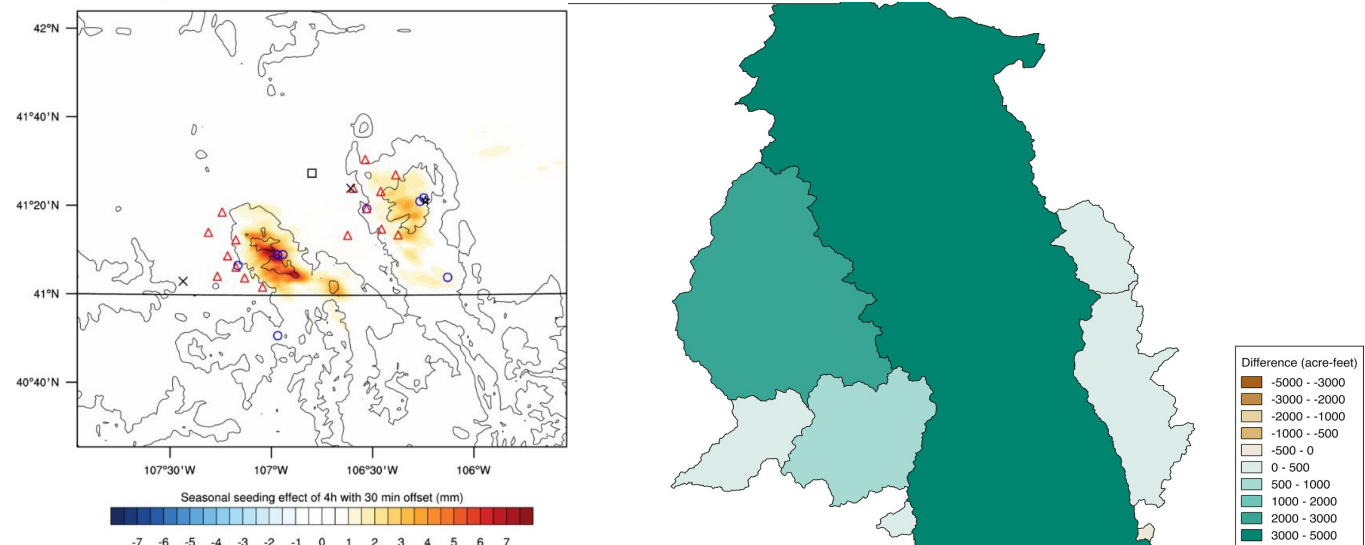 42°N
41°40'N
41°20'N
41°N
40°40'N
107°30'W 107°W 106°30'W 106°W
Seasonal seeding effect of 4h with 30 min offset (mm)
-7 -6 -5 -4 -3 -2 -1 0 1 2 3 4 5 6 7
Difference (acre-feet)
-5000 - -3000
-3000 - -2000
-2000 - -1000
-1000 - -500
-500 - 0
0 - 500
500 - 1000
1000 - 2000
2000 - 3000
3000 - 5000